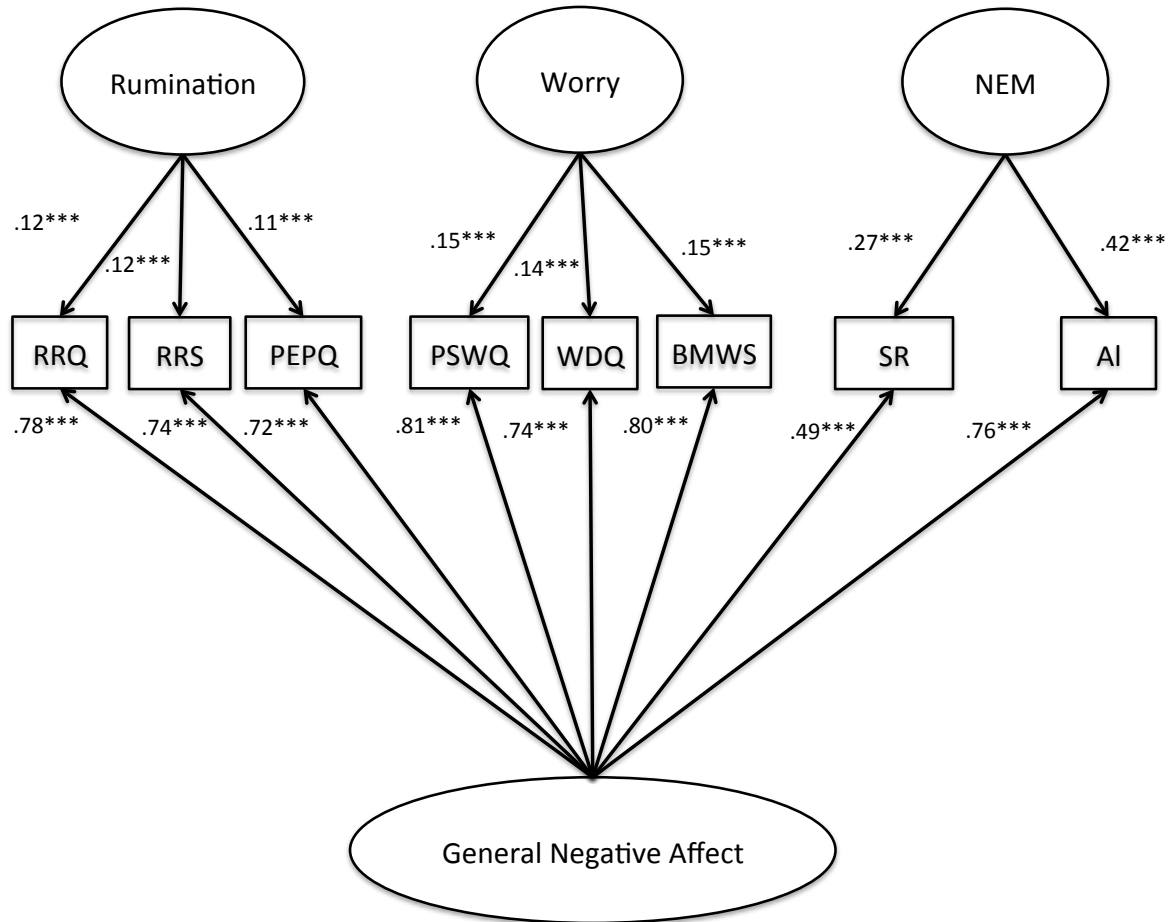 Rumination
Worry
NEM
.12***
.12***
.11***
.15***
.14***
.15***
.27***
.42***
RRQ
RRS
PEPQ
PSWQ
WDQ
BMWS
SR
Al
.78***
.74***
.72***
.81***
.74***
.80***
.49***
.76***
General Negative Affect